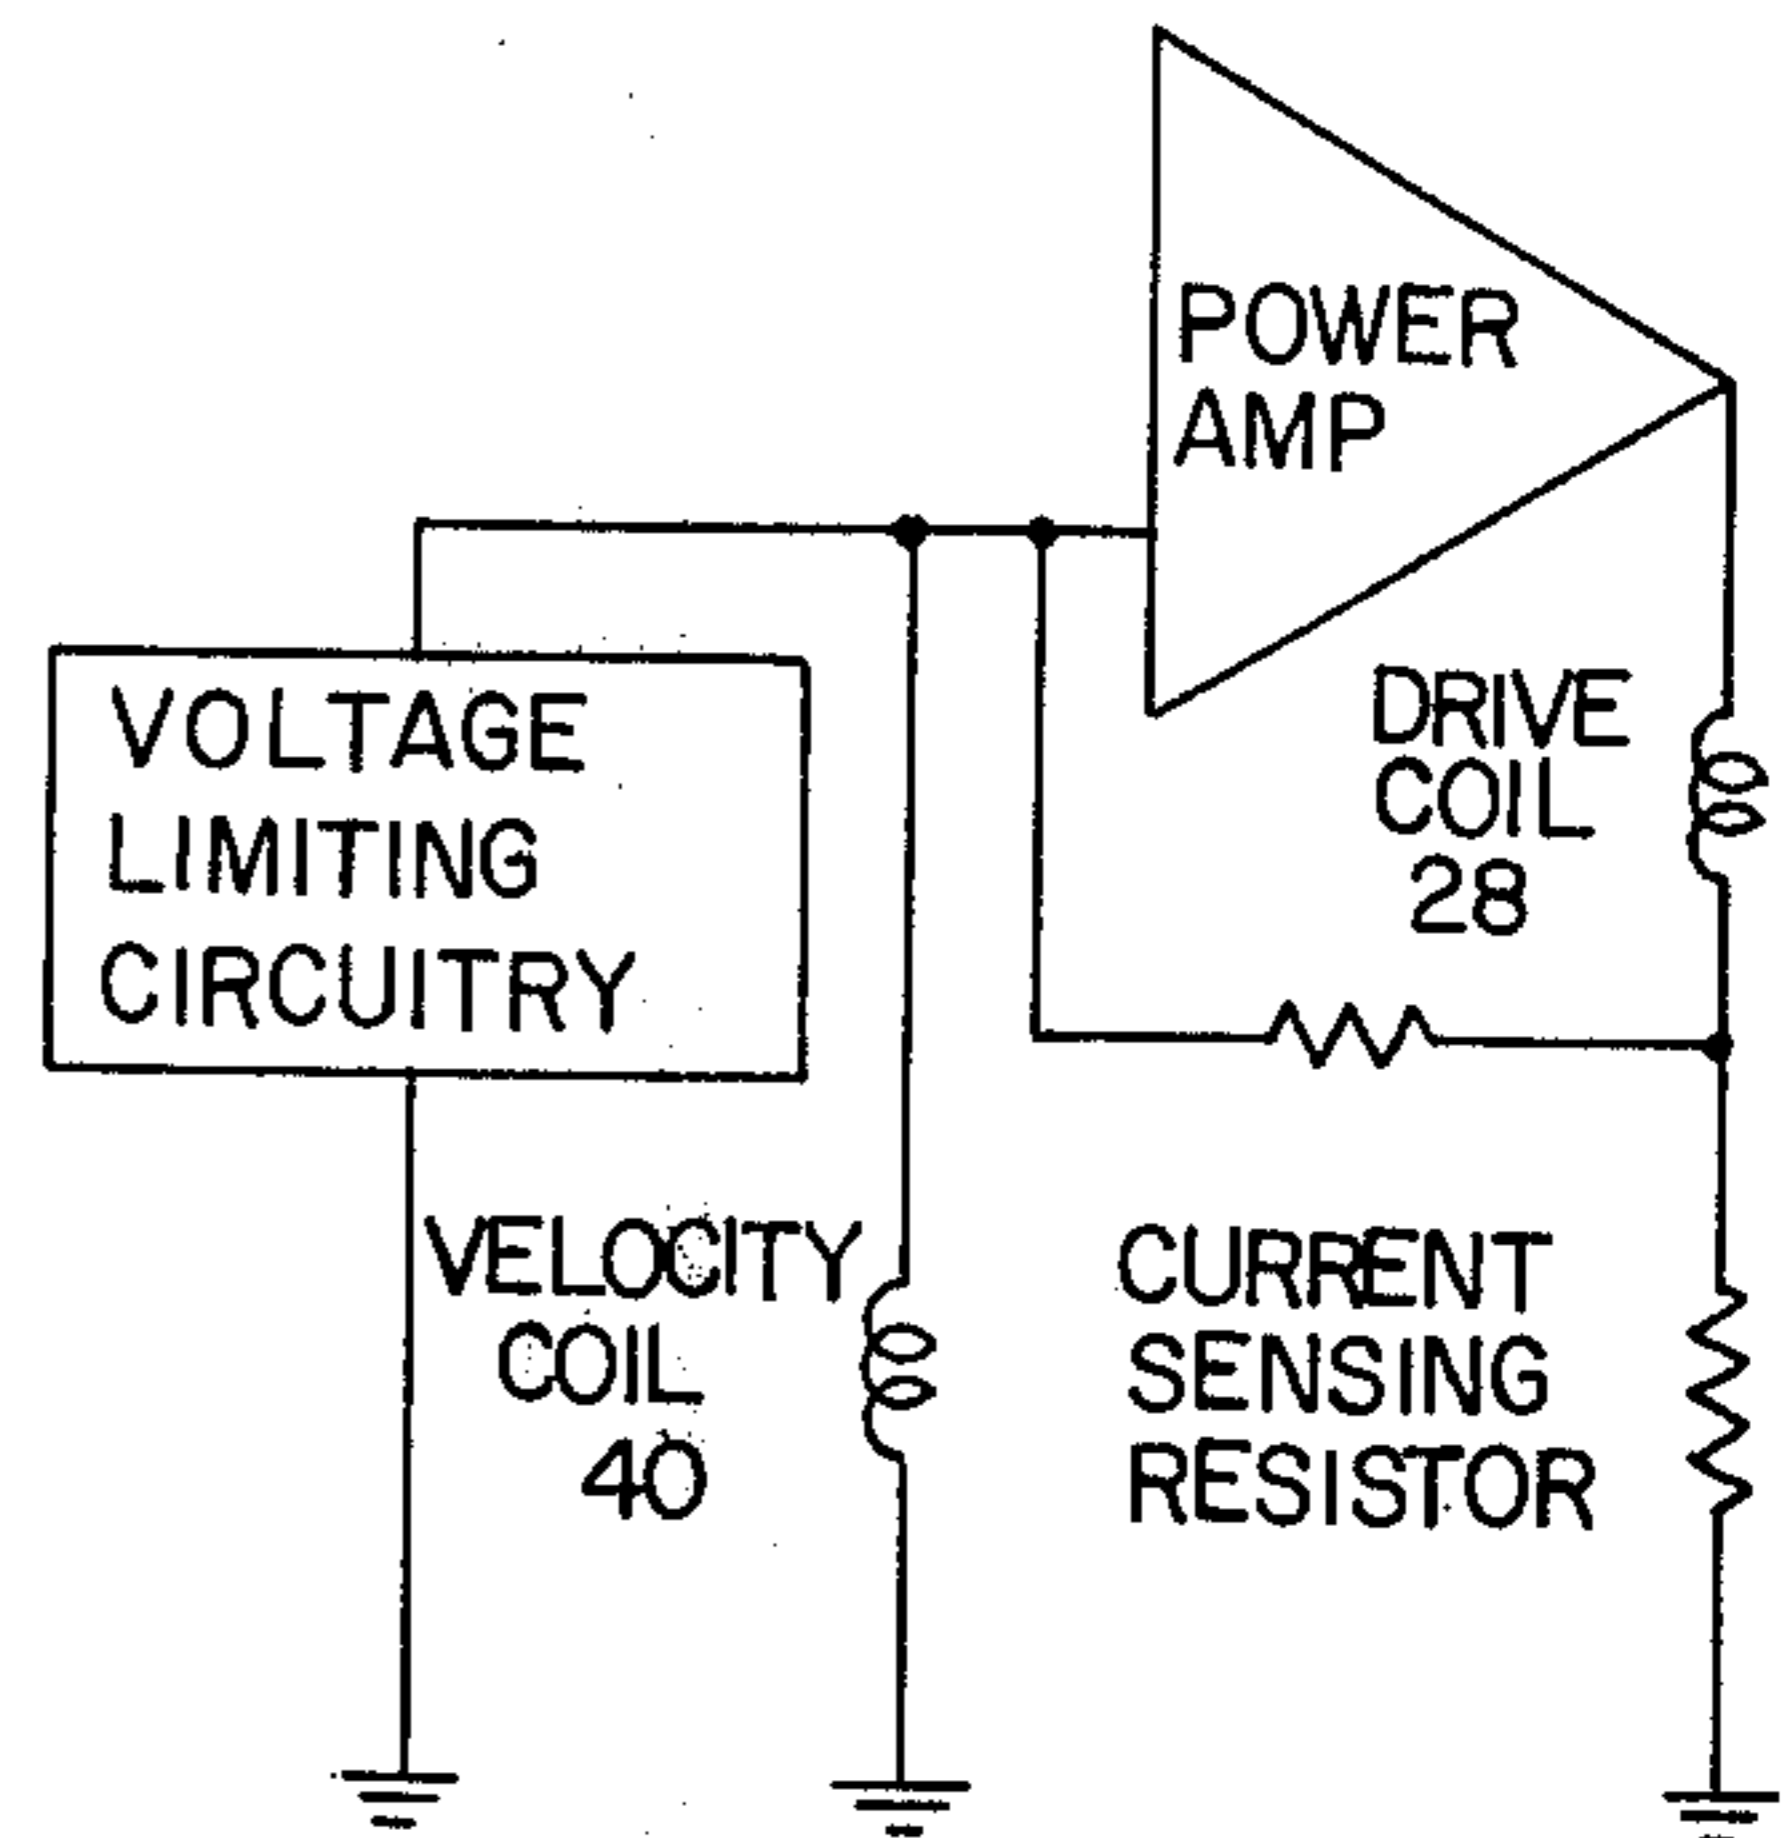 POWER
AMP
VOLTAGE
LIMITING
CIRCUITRY
DRIVE
COIL
28
VELOCITY
COIL
40
CURRENT
SENSING
RESISTOR